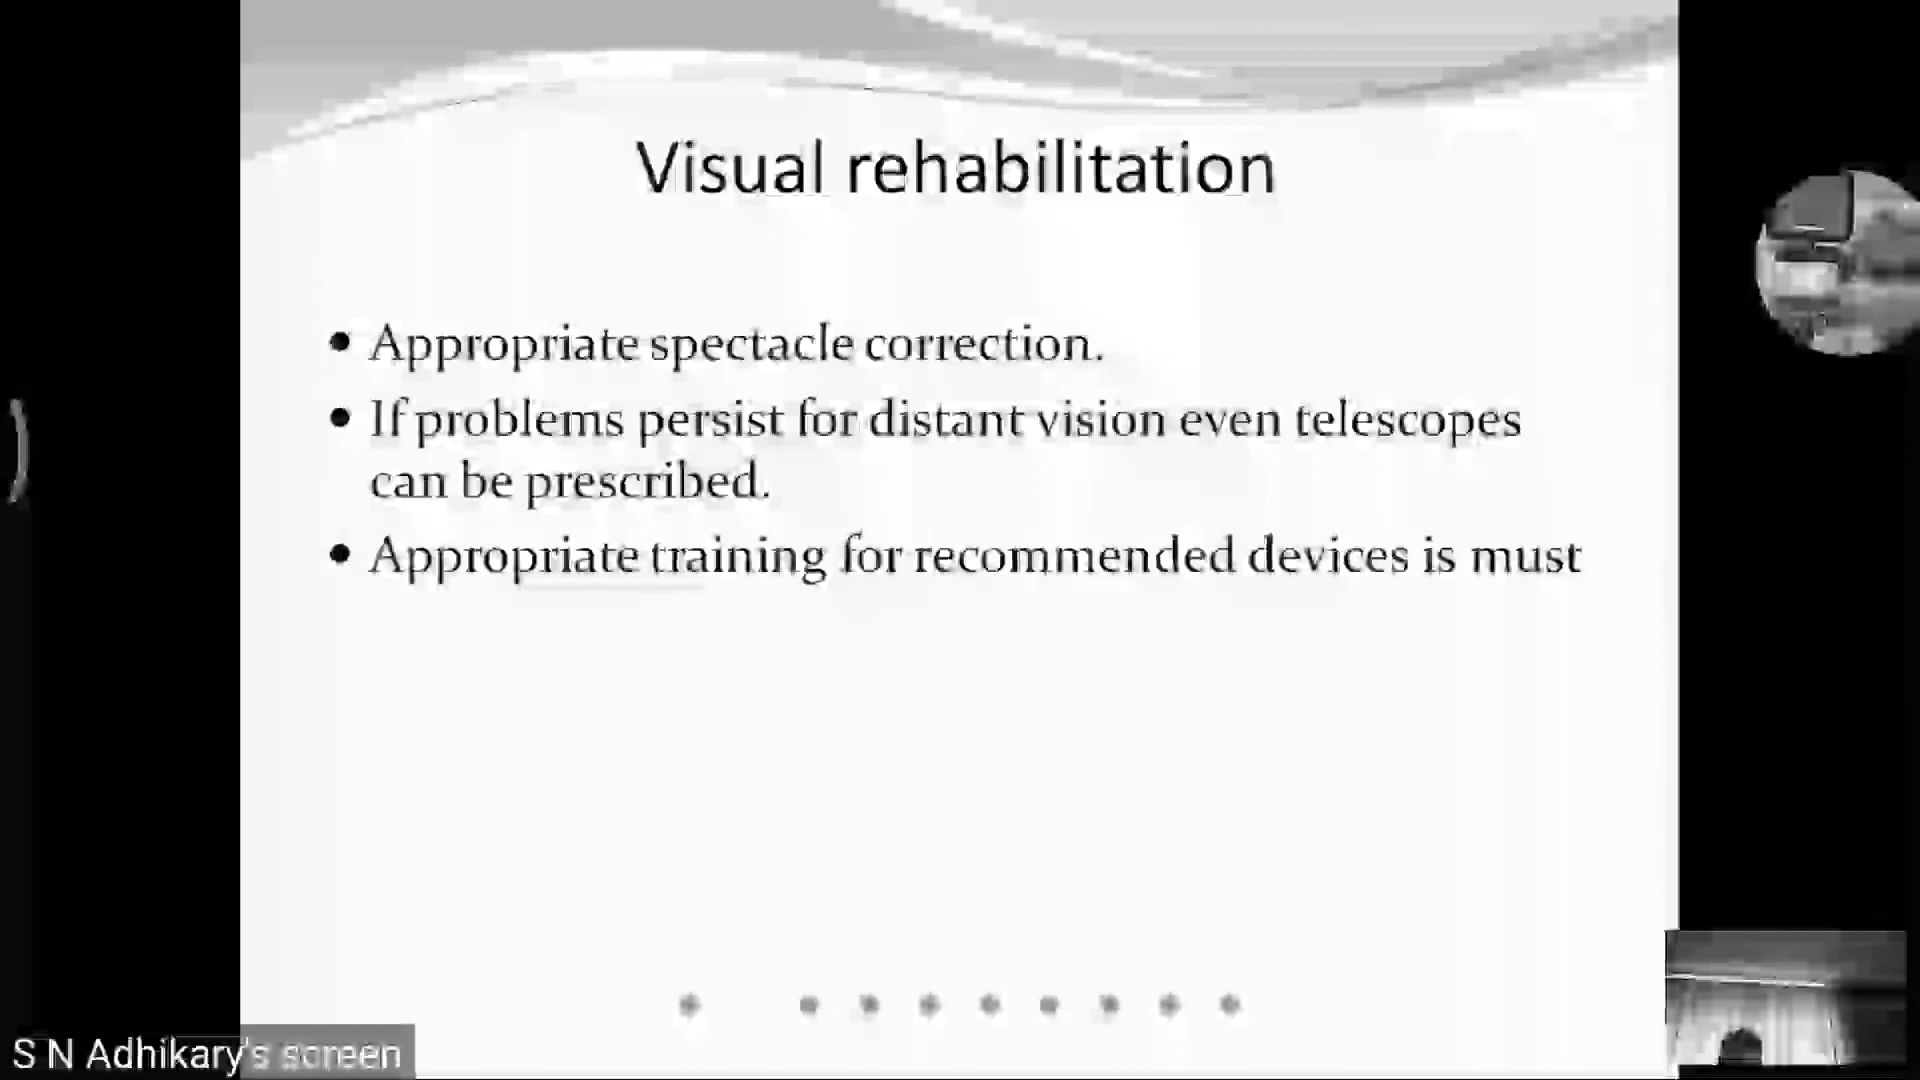 Visual rehabilitation
• Appropriate spectacle correction.
• If problems persist for distant vision even telescopes
can be prescribed.
• Appropriate training for recommended devices is must
S N Adhikary's screen